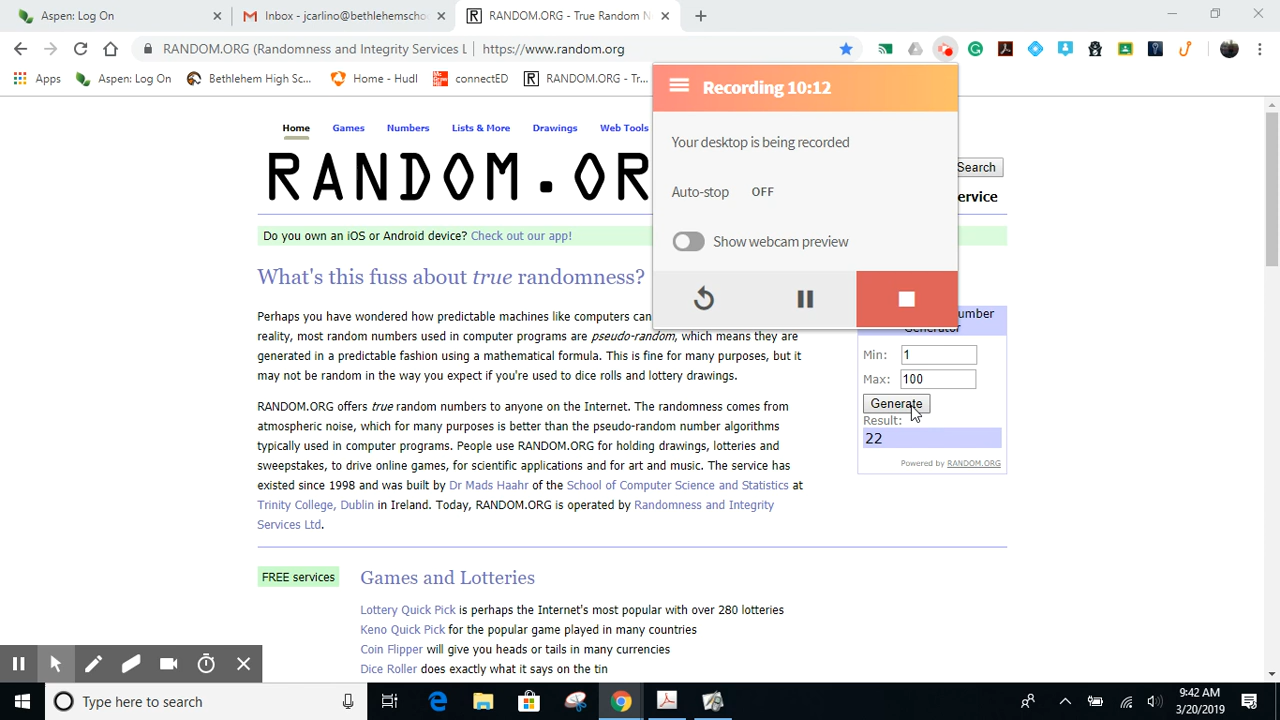 Aspen: Log On
Inbox - jcarlino@bethlehemscho
RANDOM.ORG - True Random N
RANDOM.ORG (Randomness and Integrity Services L
https://www.random.org
Apps
Aspen: Log On
Bethlehem High Sc...
Home - Hudl
connectED
RANDOM.ORG - Tr...
Recording 10:12
Your desktop is being recorded
Auto-stop OFF
Show webcam preview
Home
Games
Numbers
Lists & More
Drawings
Web Tools
Search
RANDOM.OR
ervice
Do you own an iOS or Android device? Check out our app!
What's this fuss about true randomness?
Perhaps you have wondered how predictable machines like computers can
reality, most random numbers used in computer programs are pseudo-random, which means they are
generated in a predictable fashion using a mathematical formula. This is fine for many purposes, but it
may not be random in the way you expect if you're used to dice rolls and lottery drawings.
RANDOM.ORG offers true random numbers to anyone on the Internet. The randomness comes from
atmospheric noise, which for many purposes is better than the pseudo-random number algorithms
typically used in computer programs. People use RANDOM.ORG for holding drawings, lotteries and
sweepstakes, to drive online games, for scientific applications and for art and music. The service has
existed since 1998 and was built by Dr Mads Haahr of the School of Computer Science and Statistics at
Trinity College, Dublin in Ireland. Today, RANDOM.ORG is operated by Randomness and Integrity
Services Ltd.
umber
Generator
Min: 1
Max: 100
Generate
Result:
22
Powered by RANDOM.ORG
FREE services
Games and Lotteries
Lottery Quick Pick is perhaps the Internet's most popular with over 280 lotteries
Keno Quick Pick for the popular game played in many countries
Coin Flipper will give you heads or tails in many currencies
Dice Roller does exactly what it says on the tin
Type here to search
9:42 AM
3/20/2019